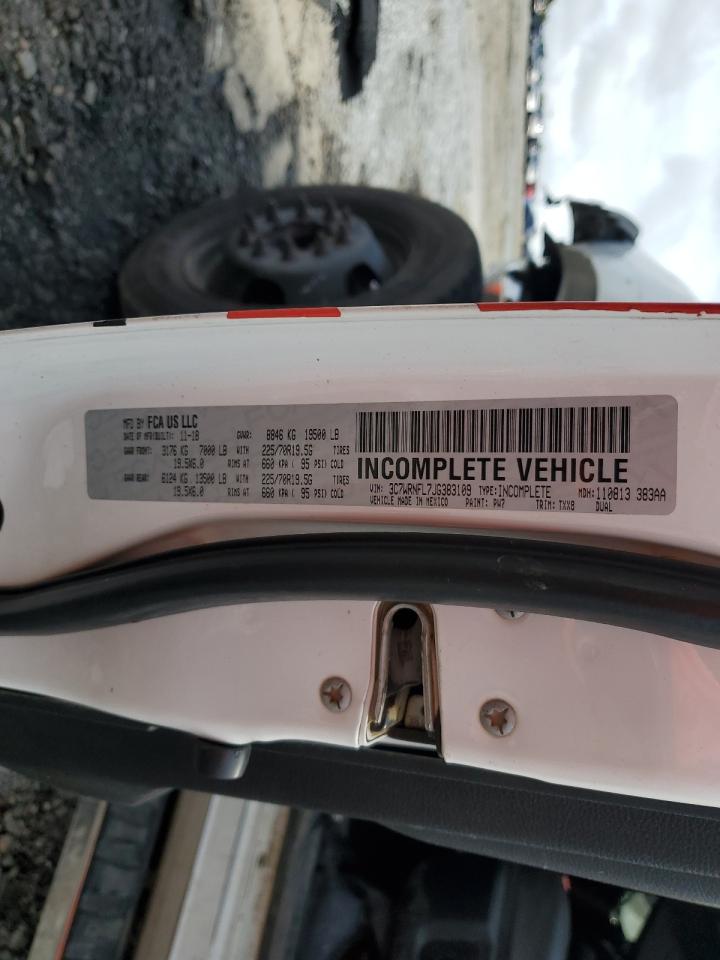 MFD BY FCA US LLC
DATE OF MFR(BUILT): 11-18 GVWR: 8846 KG 19500 LB
GAWR FRONT: 3176 KG 7000 LB WITH 225/70R19.5G TIRES
19.5X6.0 RIMS AT 660 KPA ( 95 PSI) COLD
GAWR REAR: 6124 KG 13500 LB WITH 225/70R19.5G TIRES
19.5X6.0 RIMS AT 660 KPA ( 95 PSI) COLD
INCOMPLETE VEHICLE
VIN: 3C7WRNFL7JG383109 TYPE: INCOMPLETE MDH: 110813 383AA
VEHICLE MADE IN MEXICO PAINT: PW7 TRIM: TXX8 DUAL